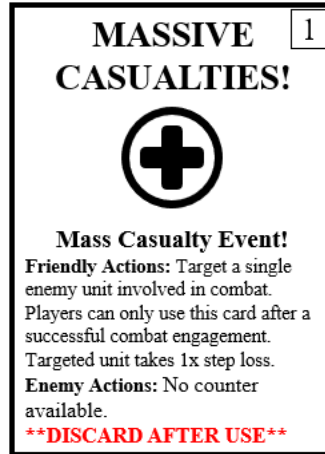 MASSIVE
1
CASUALTIES!
Mass Casualty Event!
Friendly Actions: Target a single
enemy unit involved in combat.
Players can only use this card after a
successful combat engagement.
Targeted unit takes 1x step loss.
Enemy Actions: No counter
available.
**DISCARD AFTER USE**